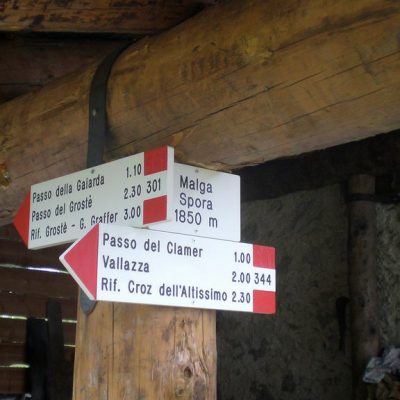 Passo della Gaiarda 1.10
Passo del Grostè 2.30 301
Rif. Grostè - G. Graffer 3.00
Malga
Spora
1850 m
Passo del Clamer 1.00
Vallazza 2.00 344
Rif. Croz dell'Altissimo 2.30